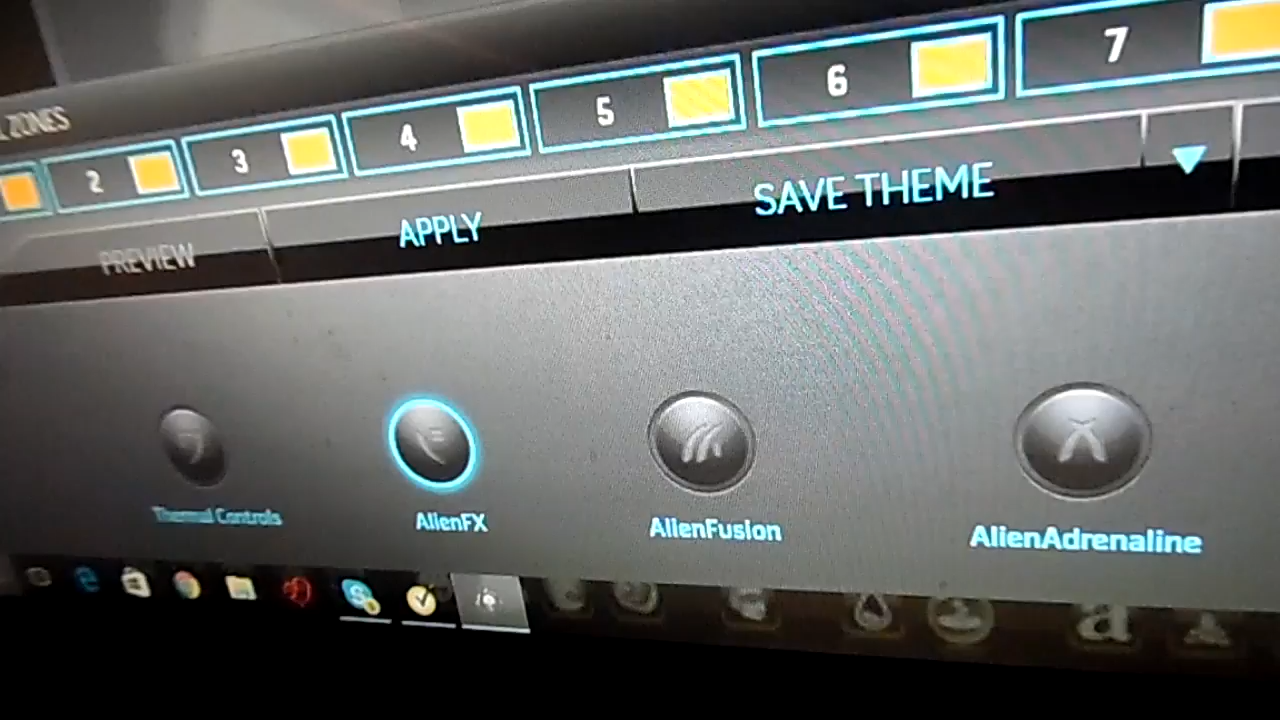 ZONES
2 3 4 5 6 7
PREVIEW APPLY SAVE THEME
Thermal Controls AlienFX AlienFusion AlienAdrenaline
S a